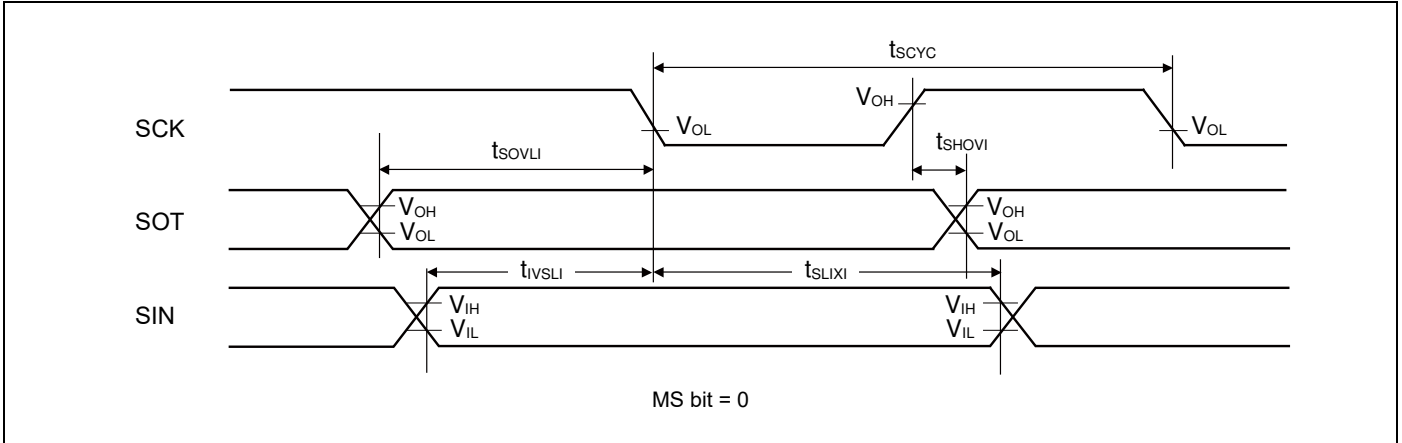 tSCYC
SCK
VOH
VOL
VOL
tSOVLI
tSHOVI
SOT
VOH
VOL
VOH
VOL
tIVSLI
tSLIXI
SIN
VIH
VIL
VIH
VIL
MS bit = 0